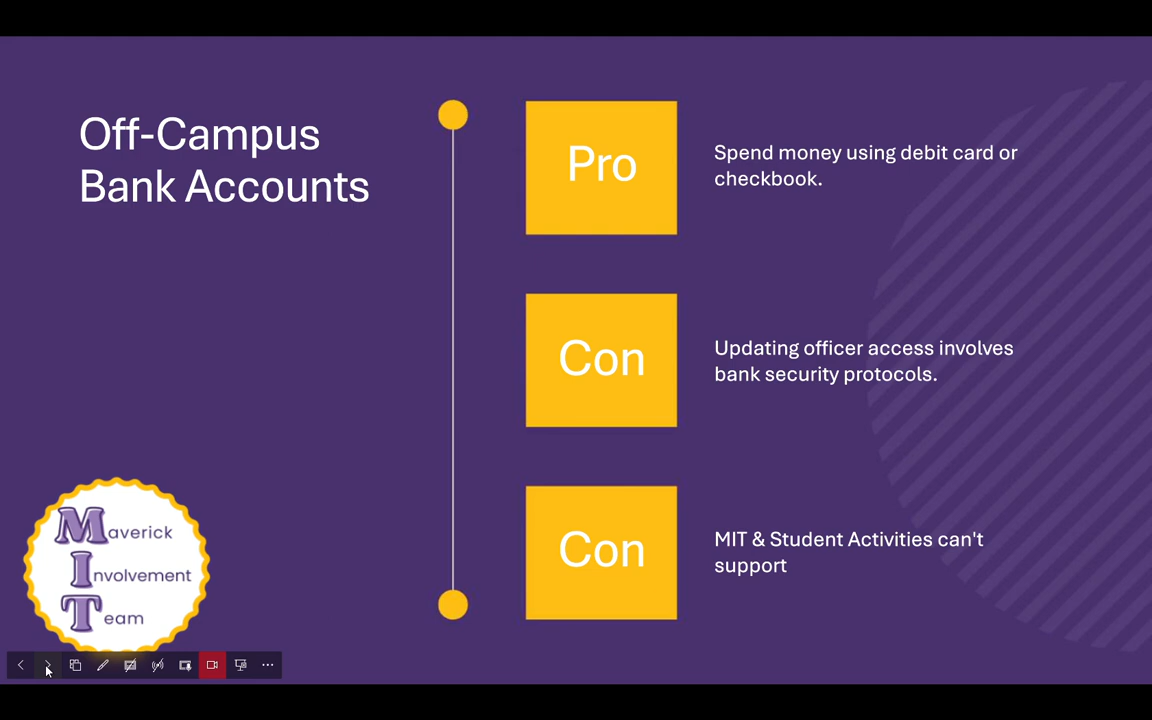 Off-Campus
Bank Accounts
Pro
Spend money using debit card or
checkbook.
Con
Updating officer access involves
bank security protocols.
Con
MIT & Student Activities can't
support
Maverick
Involvement
Team